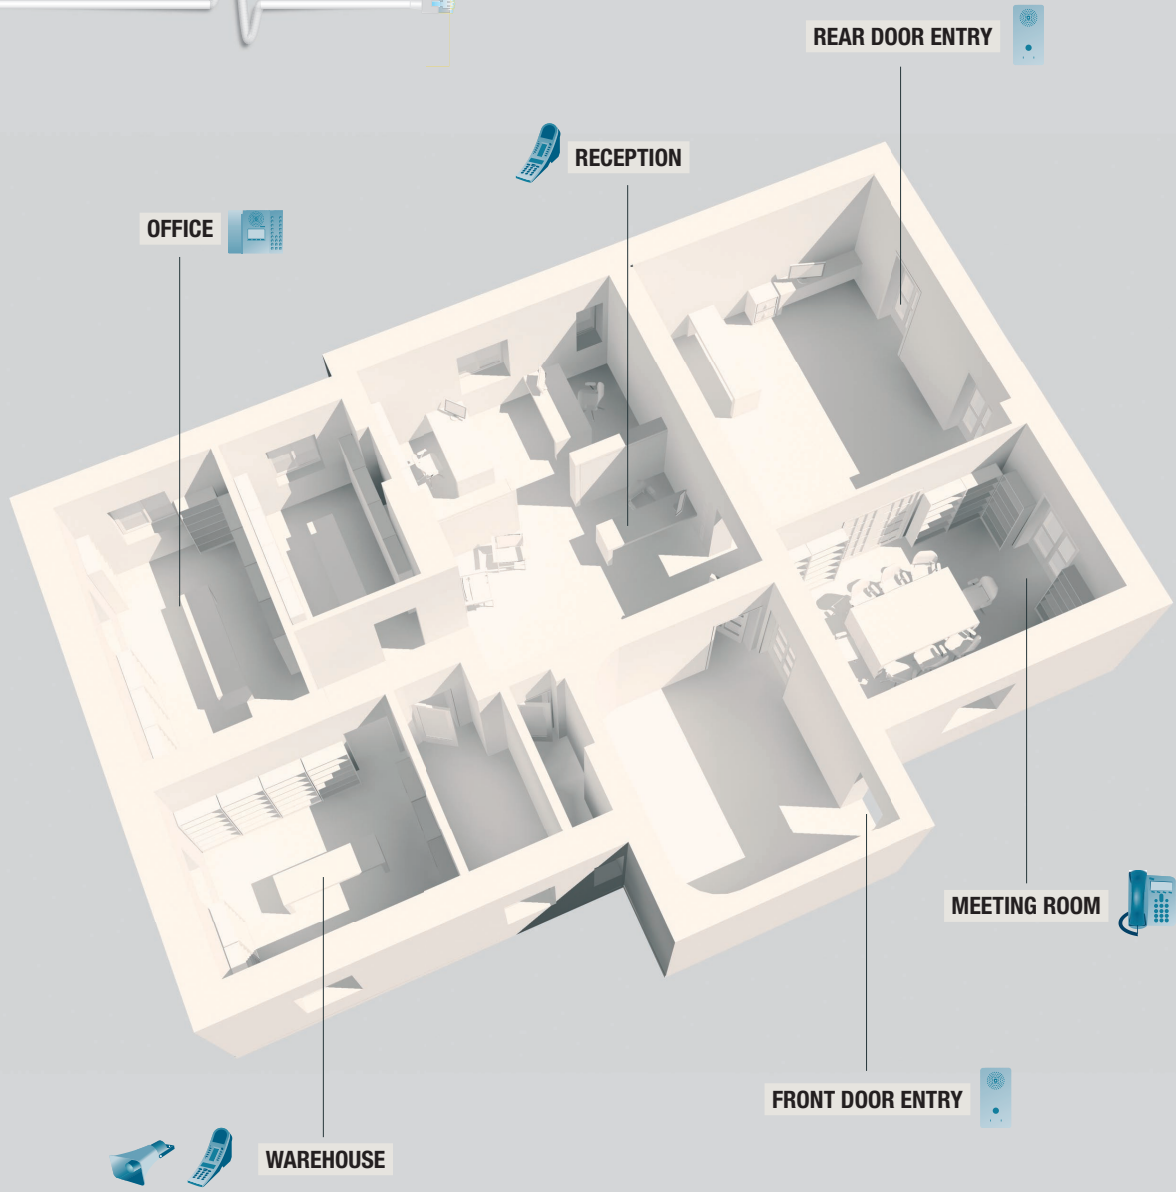 REAR DOOR ENTRY
RECEPTION
OFFICE
MEETING ROOM
FRONT DOOR ENTRY
WAREHOUSE